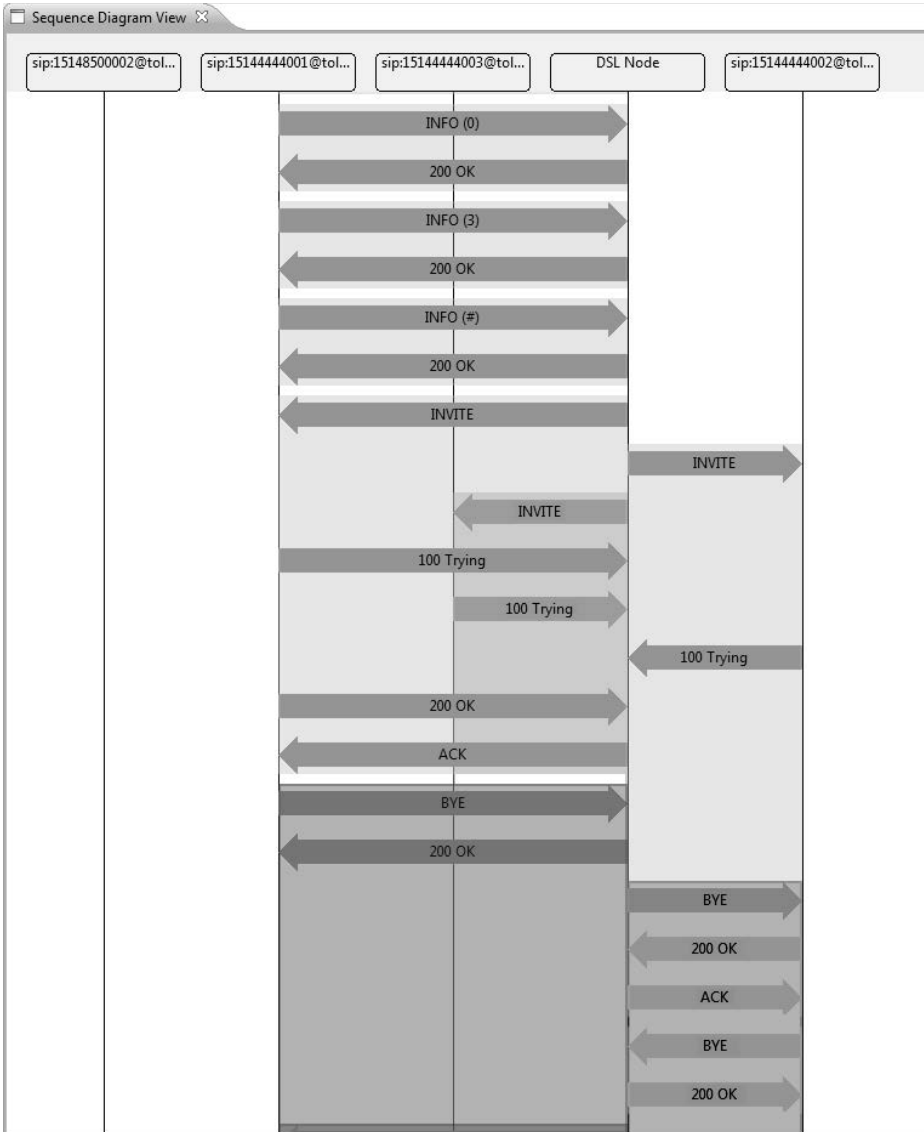 Sequence Diagram View
sip:15148500002@tol... sip:15144444001@tol... sip:15144444003@tol... DSL Node sip:15144444002@tol...
INFO (0)
200 OK
INFO (3)
200 OK
INFO (#)
200 OK
INVITE
INVITE
INVITE
100 Trying
100 Trying
100 Trying
200 OK
ACK
BYE
200 OK
BYE
200 OK
ACK
BYE
200 OK